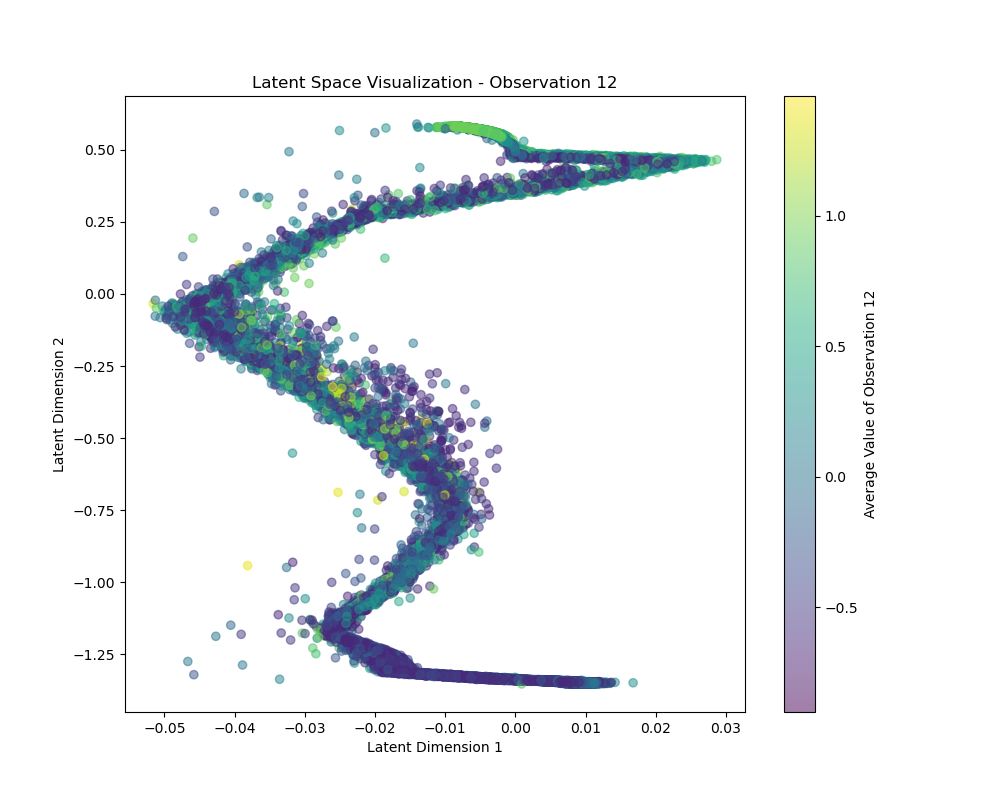 Latent Space Visualization - Observation 12
0.50
0.25
0.00
−0.25
−0.50
−0.75
−1.00
−1.25
Latent Dimension 2
−0.05 −0.04 −0.03 −0.02 −0.01 0.00 0.01 0.02 0.03
Latent Dimension 1
1.0
0.5
0.0
−0.5
Average Value of Observation 12